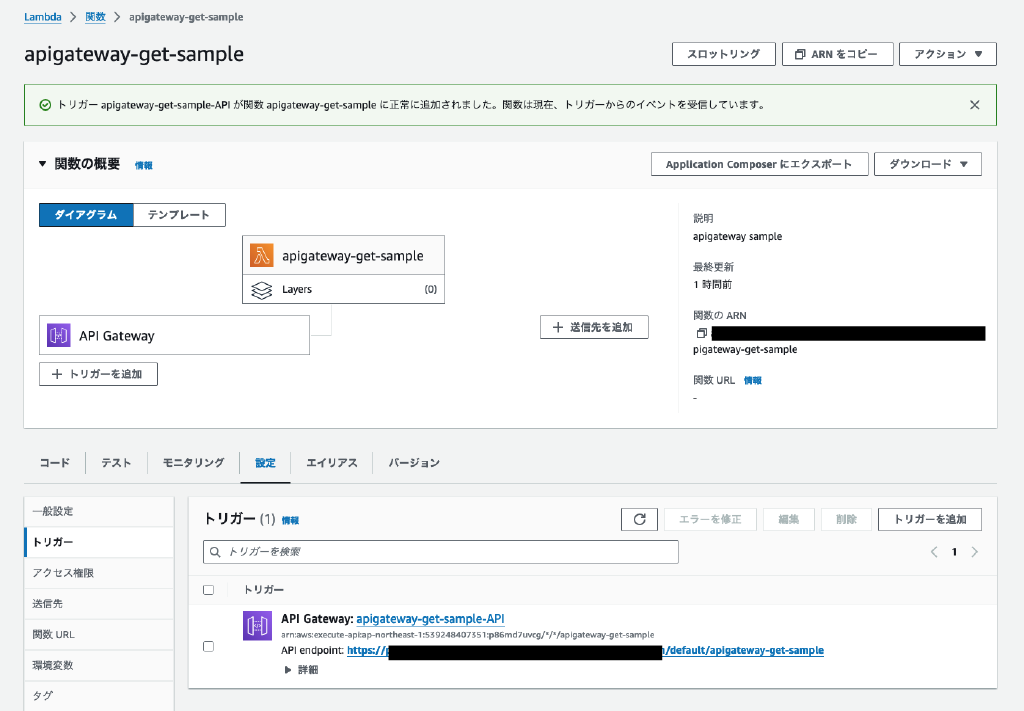 Lambda > 関数 > apigateway-get-sample
apigateway-get-sample
スロットリング ARN をコピー アクション ▼
トリガー apigateway-get-sample-API が関数 apigateway-get-sample に正常に追加されました。関数は現在、トリガーからのイベントを受信しています。
▼ 関数の概要 情報
Application Composer にエクスポート ダウンロード ▼
ダイアグラム テンプレート
apigateway-get-sample
Layers (0)
API Gateway
+ トリガーを追加
+ 送信先を追加
説明
apigateway sample
最終更新
1 時間前
関数の ARN
pigateway-get-sample
関数 URL 情報
-
コード テスト モニタリング 設定 エイリアス バージョン
一般設定
トリガー
アクセス権限
送信先
関数 URL
環境変数
タグ
トリガー (1) 情報
エラーを修正 編集 削除 トリガーを追加
トリガーを検索
< 1 >
トリガー
API Gateway: apigateway-get-sample-API
arn:aws:execute-api:ap-northeast-1:539248407351:p86md7uvcg/*/*/apigateway-get-sample
API endpoint: https://p /default/apigateway-get-sample
▶ 詳細